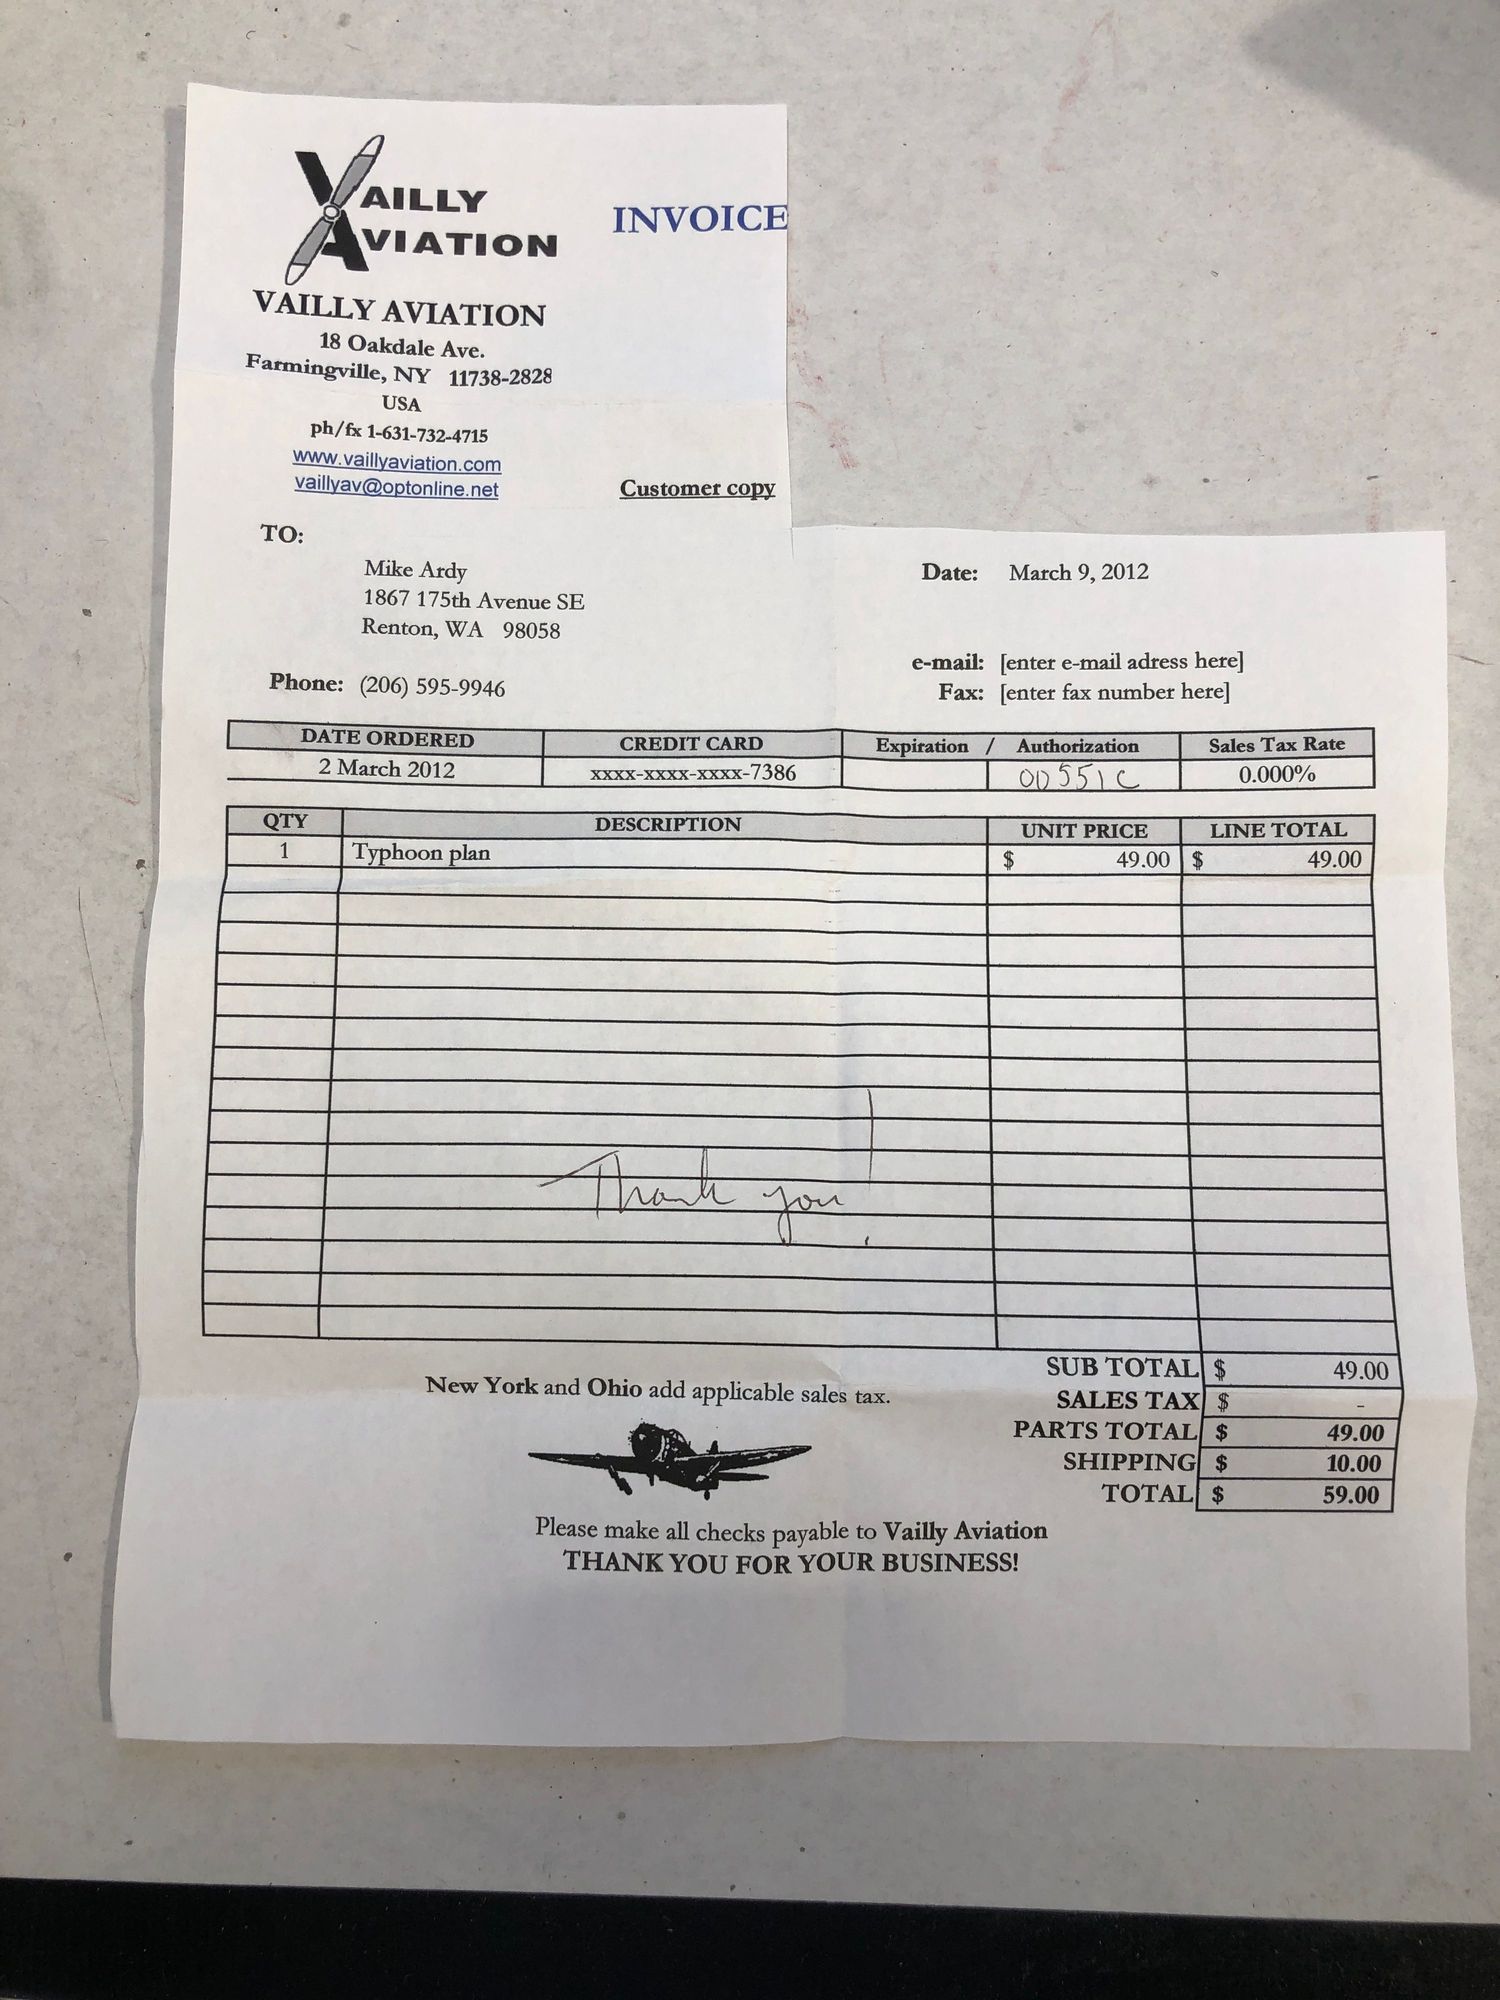 VAILLY
AVIATION
INVOICE
VAILLY AVIATION
18 Oakdale Ave.
Farmingville, NY 11738-2828
USA
ph/fx 1-631-732-4715
www.vaillyaviation.com
vaillyav@optonline.net
Customer copy
TO:
Mike Ardy
1867 175th Avenue SE
Renton, WA 98058
Phone: (206) 595-9946
Date: March 9, 2012
e-mail: [enter e-mail adress here]
Fax: [enter fax number here]
DATE ORDERED CREDIT CARD Expiration / Authorization Sales Tax Rate
2 March 2012 xxxx-xxxx-xxxx-7386 OD551C 0.000%
QTY DESCRIPTION UNIT PRICE LINE TOTAL
1 Typhoon plan $ 49.00 $ 49.00
Thank you!
SUB TOTAL $ 49.00
New York and Ohio add applicable sales tax.
SALES TAX $ -
PARTS TOTAL $ 49.00
SHIPPING $ 10.00
TOTAL $ 59.00
Please make all checks payable to Vailly Aviation
THANK YOU FOR YOUR BUSINESS!